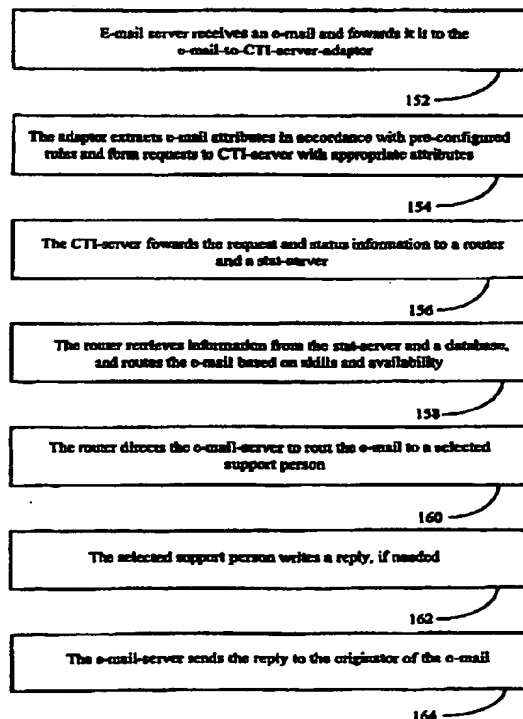 E-mail server receives an e-mail and fowards it is to the
e-mail-to-CTI-server-adaptor
152
The adaptor extracts e-mail attributes in accordance with pre-configured
rules and form requests to CTI-server with appropriate attributes
154
The CTI-server fowards the request and status information to a router
and a stat-server
156
The router retrieves information from the stat-server and a database,
and routes the e-mail based on skills and availability
158
The router directs the e-mail-server to rout the e-mail to a selected
support person
160
The selected support person writes a reply, if needed
162
The e-mail-server sends the reply to the originator of the e-mail
164